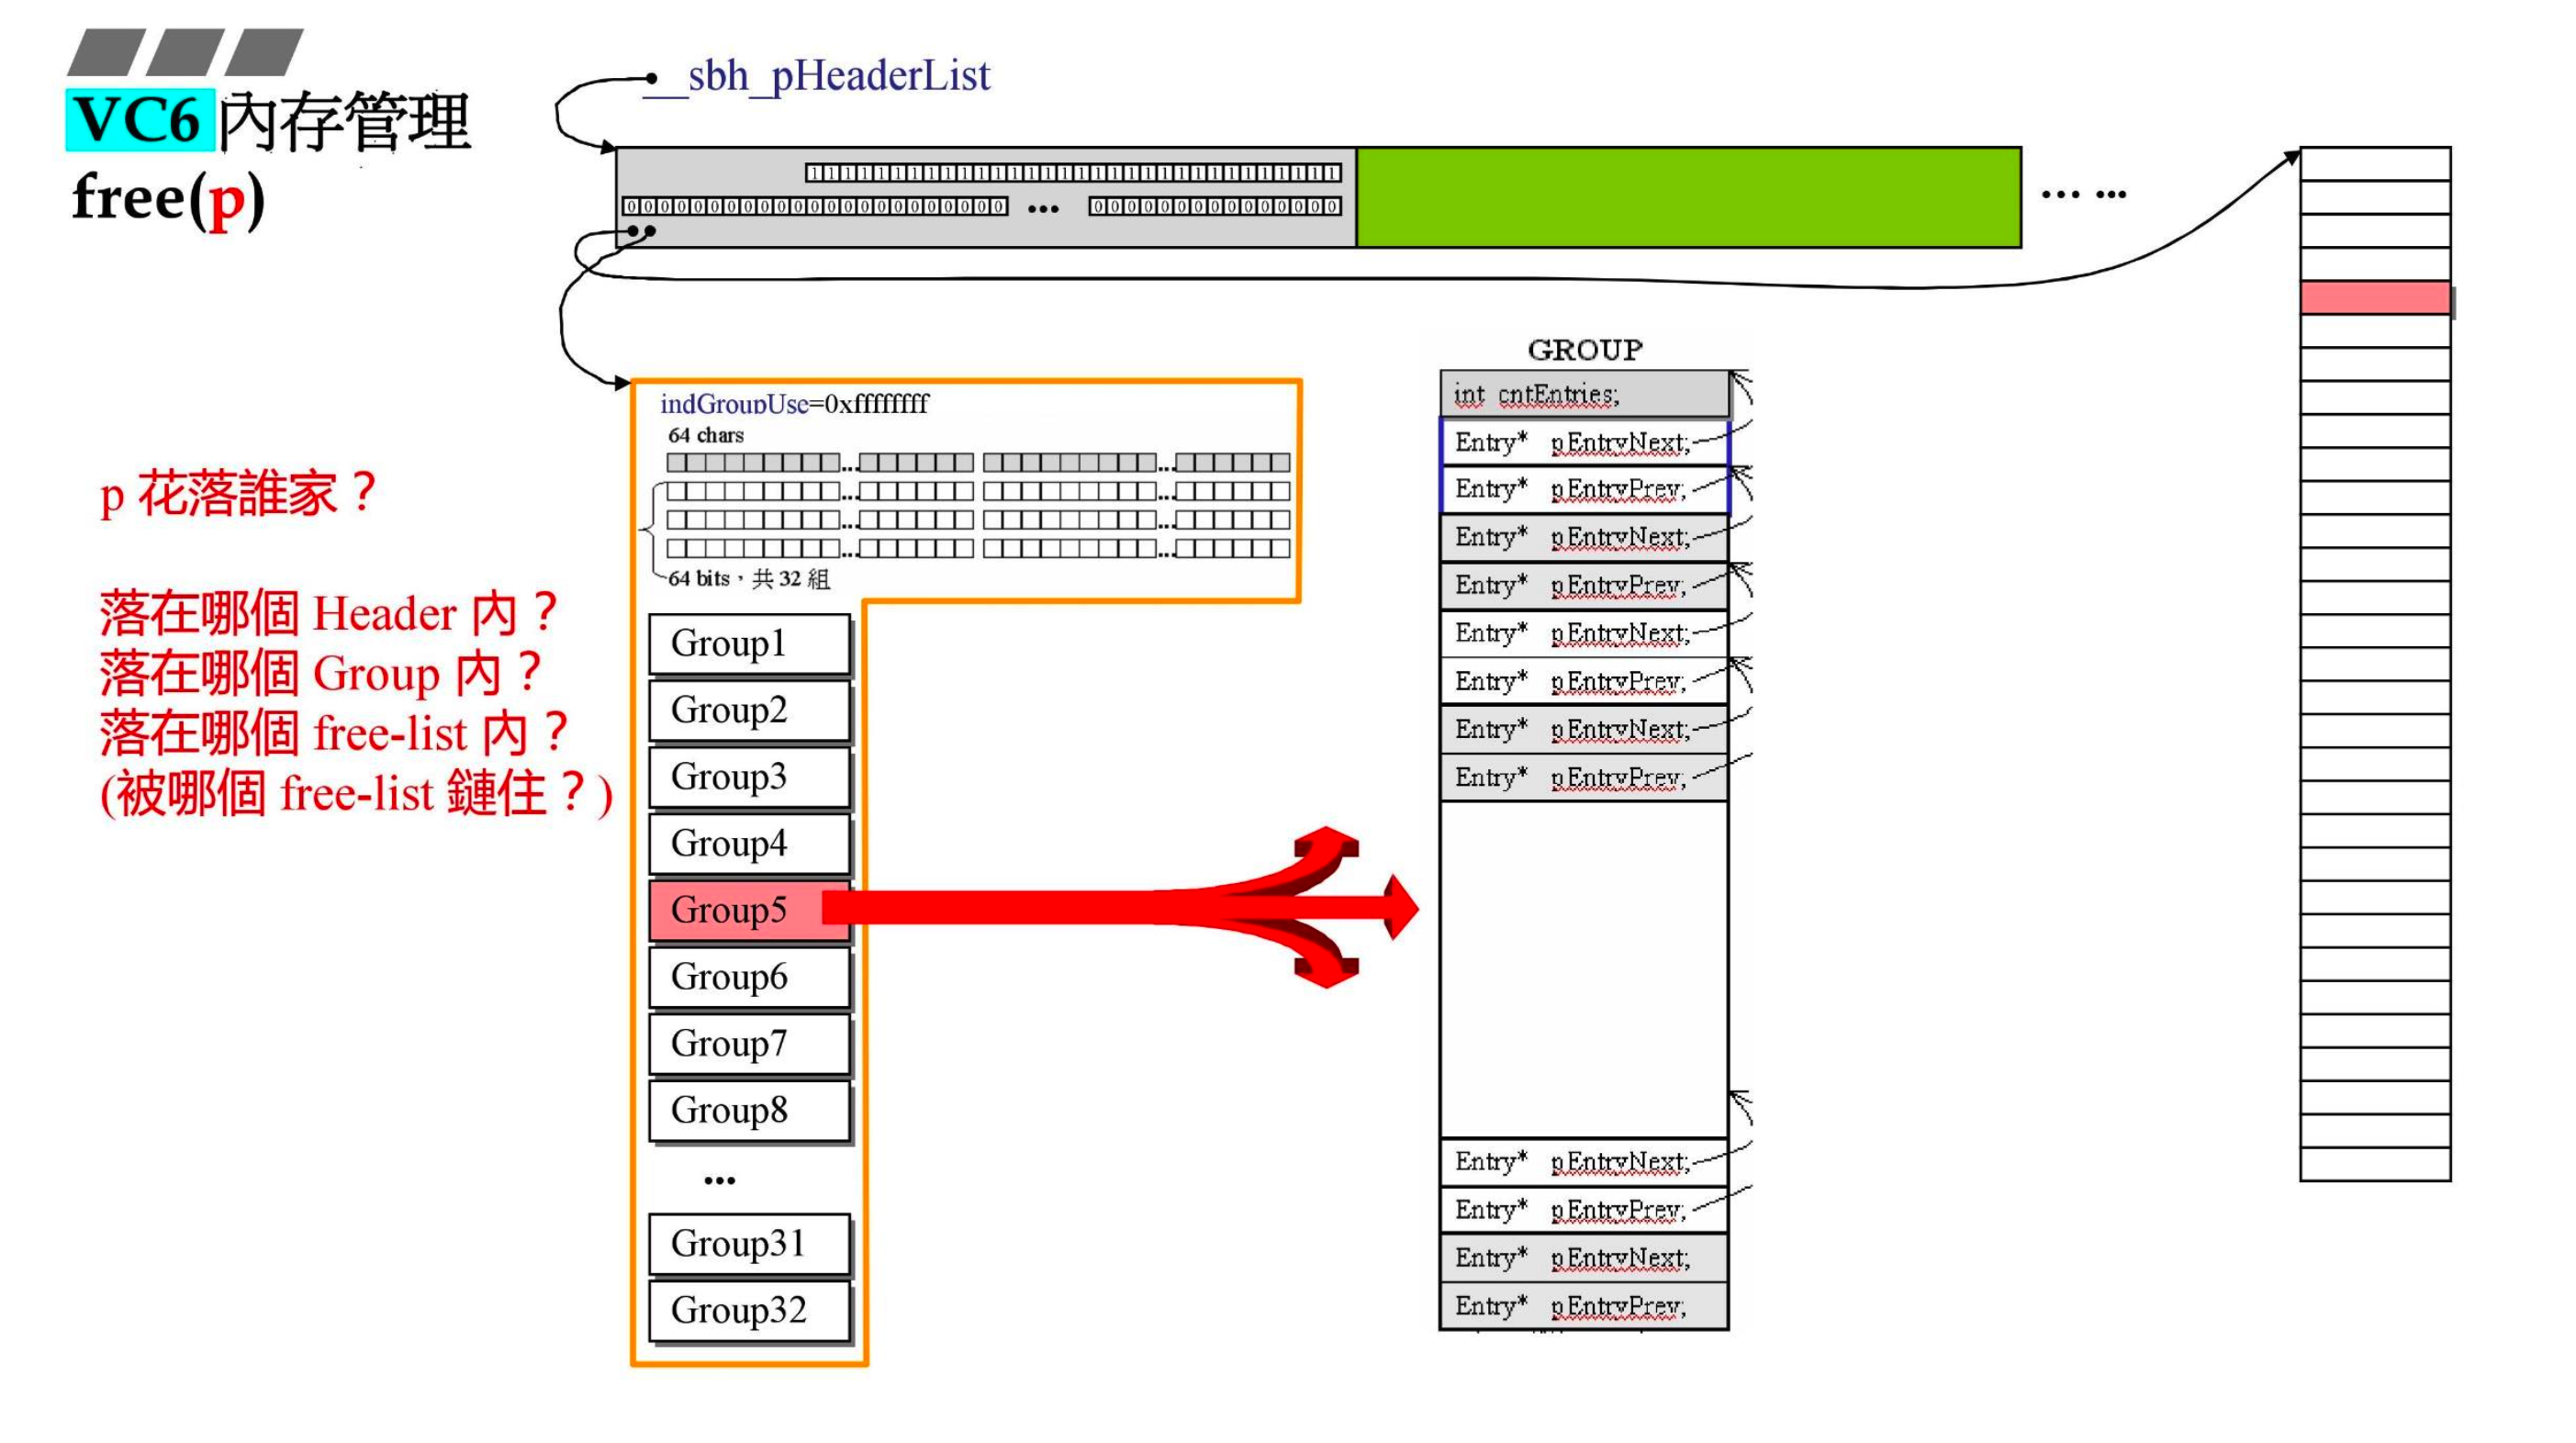 VC6 內存管理
free(p)
__sbh_pHeaderList
11111111111111111111111111111111
00000000000000000000000 ... 000000000000000
... ...
p 花落誰家？
落在哪個 Header 內？
落在哪個 Group 內？
落在哪個 free-list 內？
(被哪個 free-list 鏈住？)
indGroupUse=0xffffffff
64 chars
64 bits，共 32 組
Group1
Group2
Group3
Group4
Group5
Group6
Group7
Group8
...
Group31
Group32
GROUP
int cntEntries;
Entry* pEntryNext;
Entry* pEntryPrev;
Entry* pEntryNext;
Entry* pEntryPrev;
Entry* pEntryNext;
Entry* pEntryPrev;
Entry* pEntryNext;
Entry* pEntryPrev;
Entry* pEntryNext;
Entry* pEntryPrev;
Entry* pEntryNext;
Entry* pEntryPrev;